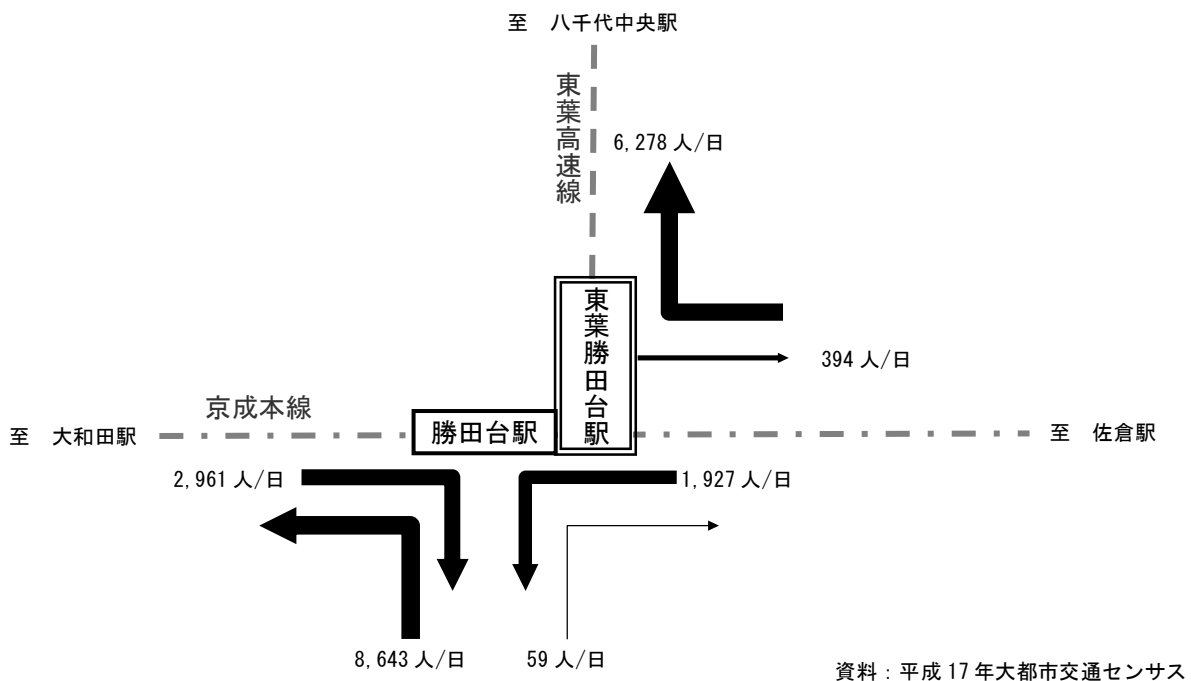 至　八千代中央駅
東葉高速線
6,278 人/日
東葉勝田台駅
394 人/日
京成本線
至　大和田駅
勝田台駅
至　佐倉駅
2,961 人/日
1,927 人/日
8,643 人/日
59 人/日
資料：平成 17 年大都市交通センサス